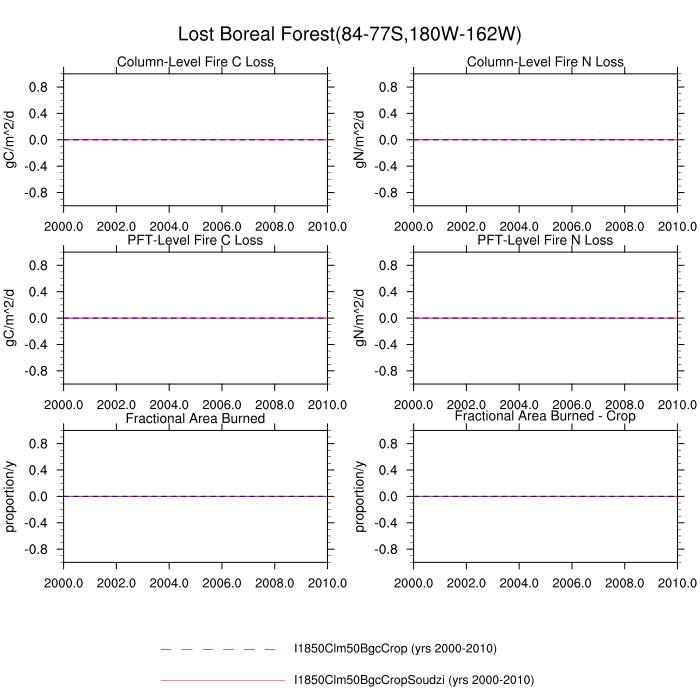 Lost Boreal Forest(84-77S,180W-162W)
Column-Level Fire C Loss
gC/m^2/d
0.8
0.4
0.0
-0.4
-0.8
2000.0 2002.0 2004.0 2006.0 2008.0 2010.0
Column-Level Fire N Loss
gN/m^2/d
0.8
0.4
0.0
-0.4
-0.8
2000.0 2002.0 2004.0 2006.0 2008.0 2010.0
PFT-Level Fire C Loss
gC/m^2/d
0.8
0.4
0.0
-0.4
-0.8
2000.0 2002.0 2004.0 2006.0 2008.0 2010.0
PFT-Level Fire N Loss
gN/m^2/d
0.8
0.4
0.0
-0.4
-0.8
2000.0 2002.0 2004.0 2006.0 2008.0 2010.0
Fractional Area Burned
proportion/y
0.8
0.4
0.0
-0.4
-0.8
2000.0 2002.0 2004.0 2006.0 2008.0 2010.0
Fractional Area Burned - Crop
proportion/y
0.8
0.4
0.0
-0.4
-0.8
2000.0 2002.0 2004.0 2006.0 2008.0 2010.0
I1850Clm50BgcCrop (yrs 2000-2010)
I1850Clm50BgcCropSoudzi (yrs 2000-2010)